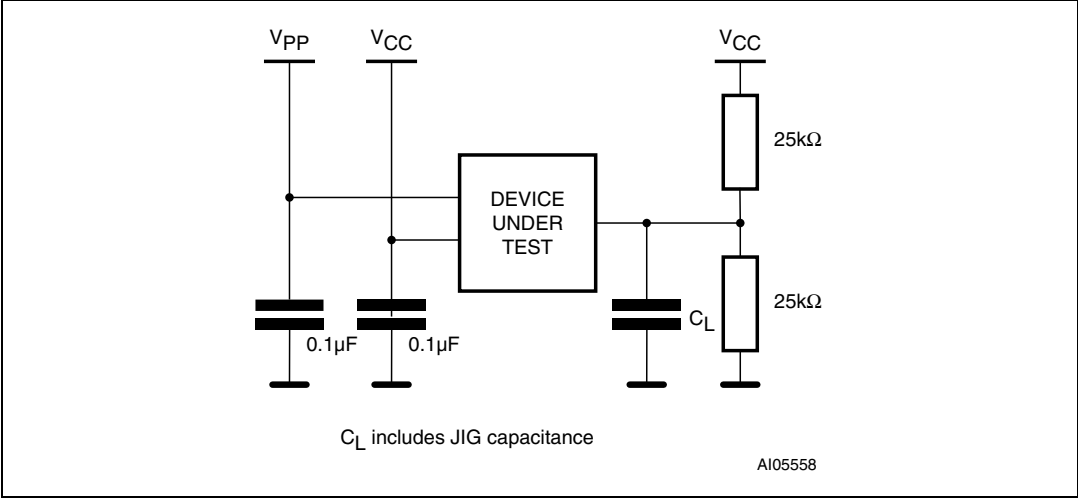 VPP
VCC
VCC
25kΩ
DEVICE
UNDER
TEST
25kΩ
CL
0.1µF
0.1µF
CL includes JIG capacitance
AI05558